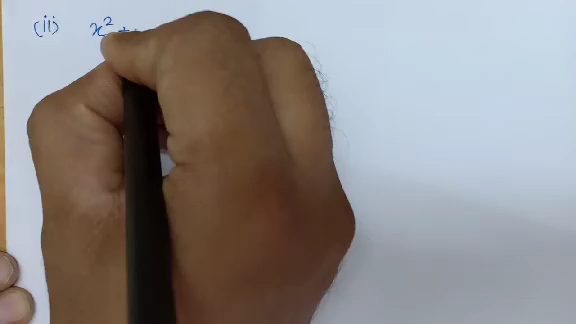 (ii) x² +